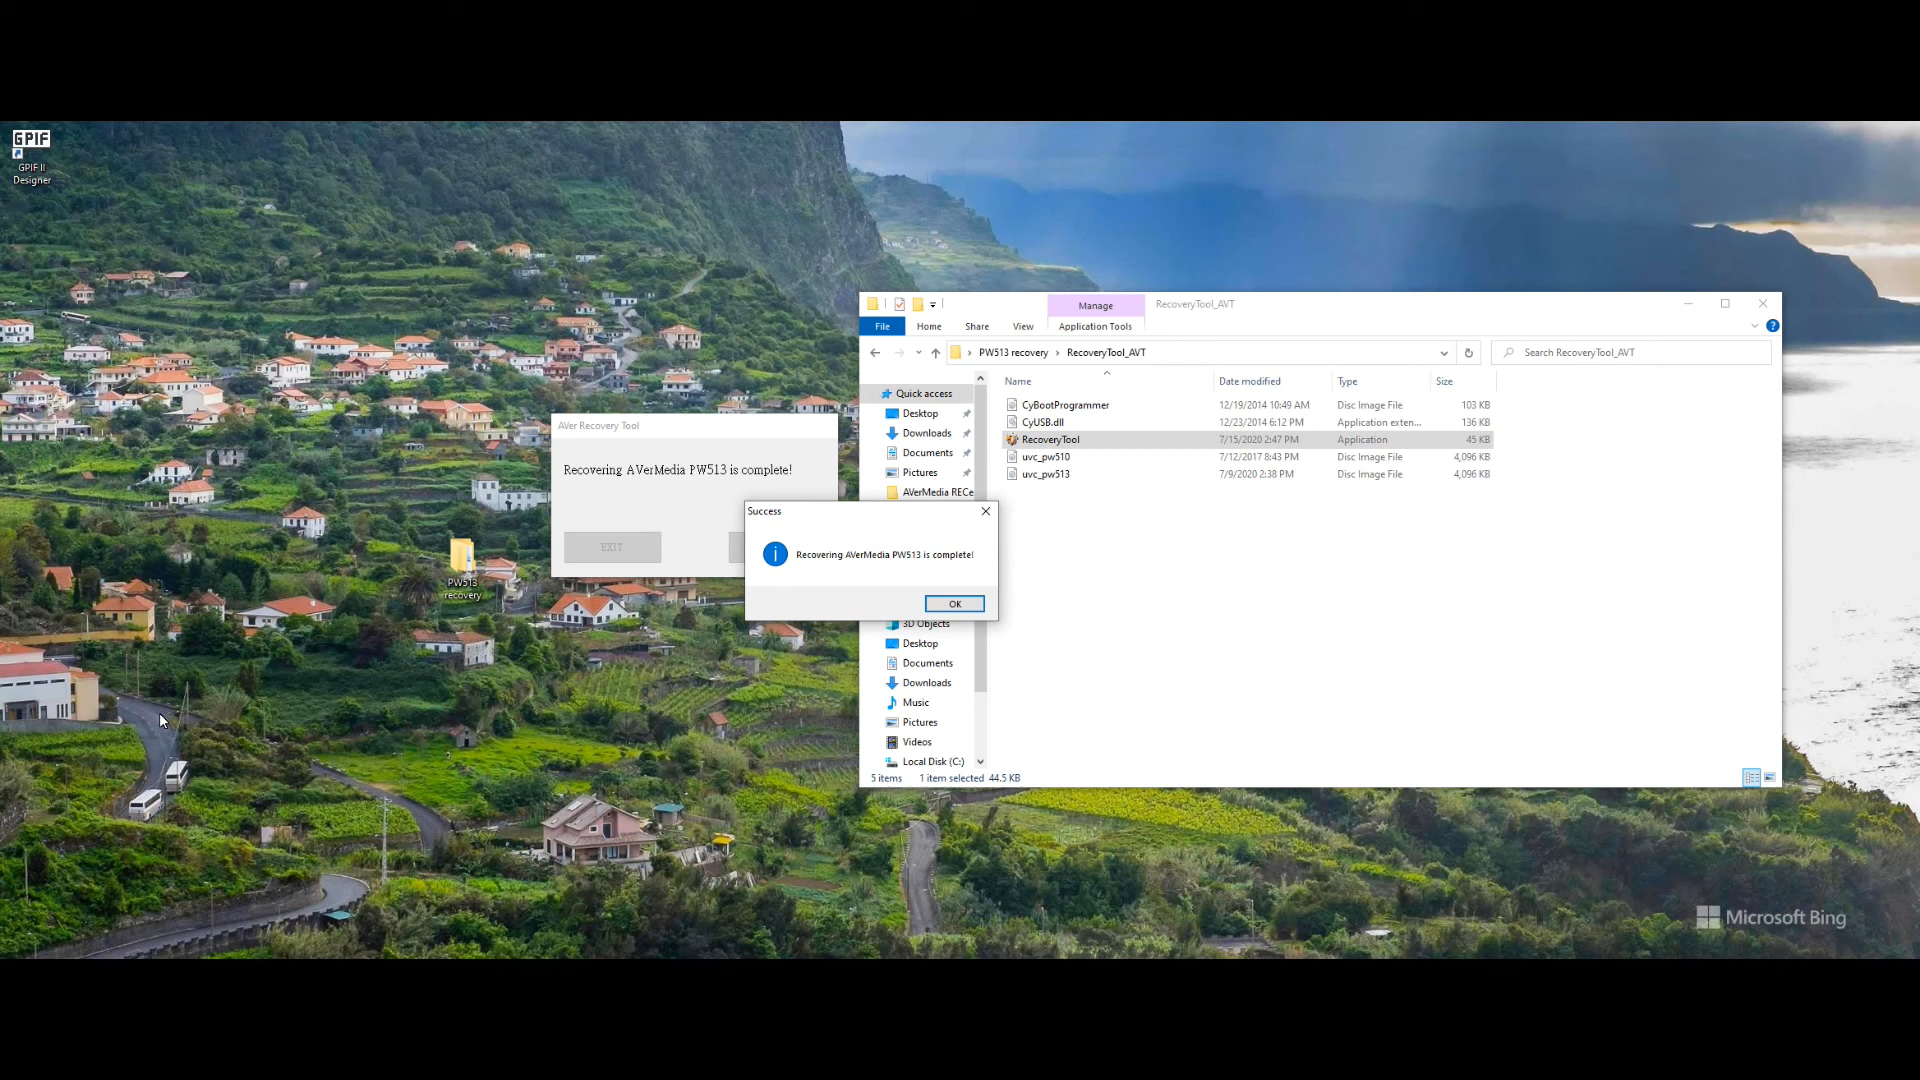 GPIF
GPIF II
Designer
PW513
recovery
AVer Recovery Tool
Recovering AVerMedia PW513 is complete!
EXIT
Success
Recovering AVerMedia PW513 is complete!
OK
Manage
RecoveryTool_AVT
File
Home
Share
View
Application Tools
PW513 recovery
RecoveryTool_AVT
Search RecoveryTool_AVT
Quick access
Desktop
Downloads
Documents
Pictures
AVerMedia RECe
3D Objects
Desktop
Documents
Downloads
Music
Pictures
Videos
Local Disk (C:)
Name Date modified Type Size
CyBootProgrammer 12/19/2014 10:49 AM Disc Image File 103 KB
CyUSB.dll 12/23/2014 6:12 PM Application exten... 136 KB
RecoveryTool 7/15/2020 2:47 PM Application 45 KB
uvc_pw510 7/12/2017 8:43 PM Disc Image File 4,096 KB
uvc_pw513 7/9/2020 2:38 PM Disc Image File 4,096 KB
5 items 1 item selected 44.5 KB
Microsoft Bing